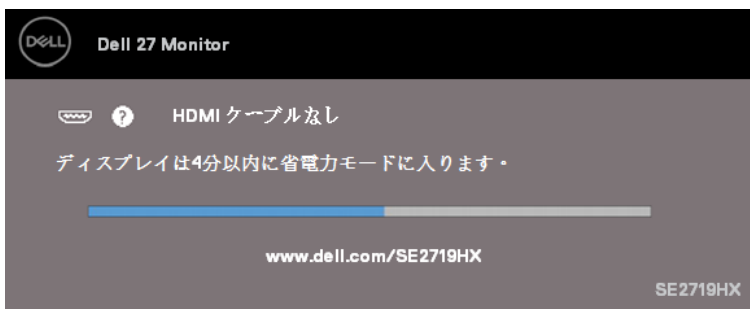 DELL Dell 27 Monitor
? HDMI ケーブルなし
ディスプレイは4分以内に省電力モードに入ります。
www.dell.com/SE2719HX
SE2719HX